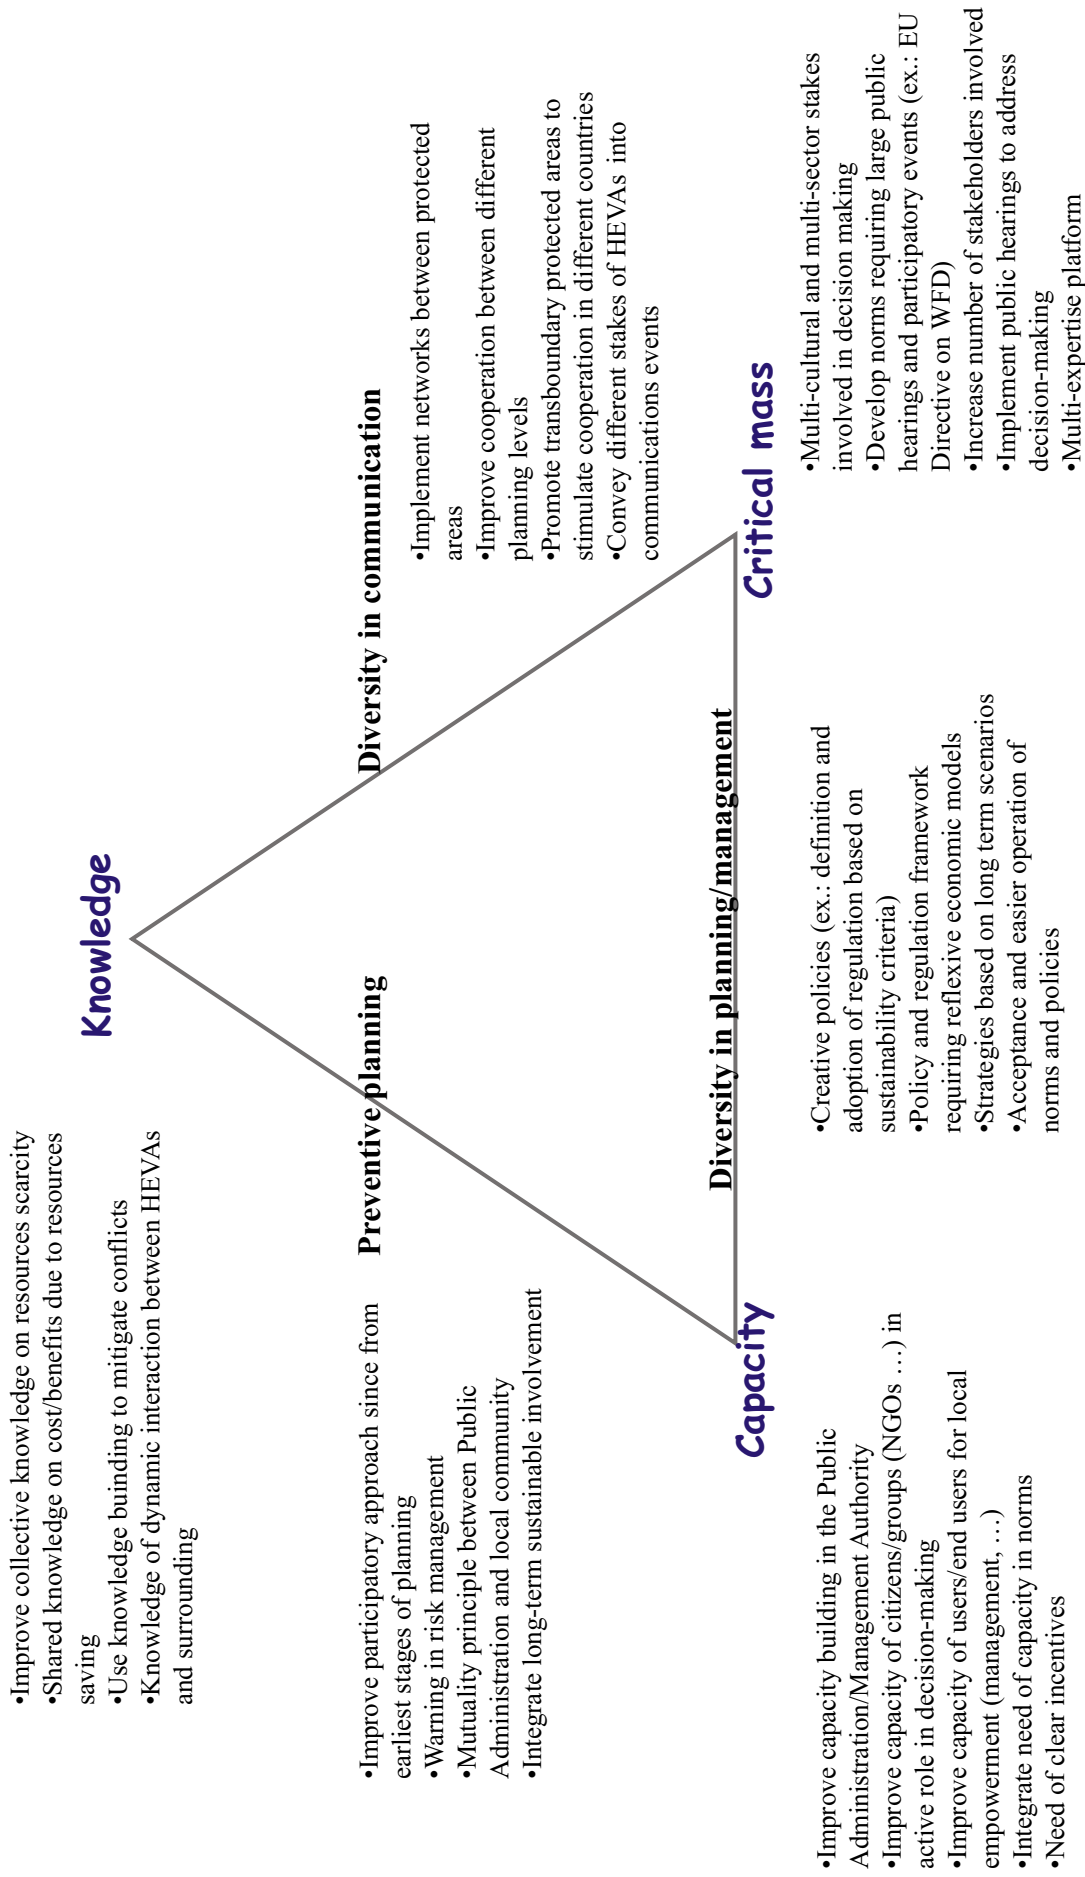 •Improve collective knowledge on resources scarcity
•Shared knowledge on cost/benefits due to resources
saving
•Use knowledge buinding to mitigate conflicts
•Knowledge of dynamic interaction between HEVAs
and surrounding
Knowledge
Preventive planning
•Improve participatory approach since from
earliest stages of planning
•Warning in risk management
•Mutuality principle between Public
Administration and local community
•Integrate long-term sustainable involvement
Diversity in communication
•Implement networks between protected
areas
•Improve cooperation between different
planning levels
•Promote transboundary protected areas to
stimulate cooperation in different countries
•Convey different stakes of HEVAs into
communications events
Diversity in planning/management
Capacity
Critical mass
•Improve capacity building in the Public
Administration/Management Authority
•Improve capacity of citizens/groups (NGOs …) in
active role in decision-making
•Improve capacity of users/end users for local
empowerment (management, …)
•Integrate need of capacity in norms
•Need of clear incentives
•Creative policies (ex.: definition and
adoption of regulation based on
sustainability criteria)
•Policy and regulation framework
requiring reflexive economic models
•Strategies based on long term scenarios
•Acceptance and easier operation of
norms and policies
•Multi-cultural and multi-sector stakes
involved in decision making
•Develop norms requiring large public
hearings and participatory events (ex.: EU
Directive on WFD)
•Increase number of stakeholders involved
•Implement public hearings to address
decision-making
•Multi-expertise platform